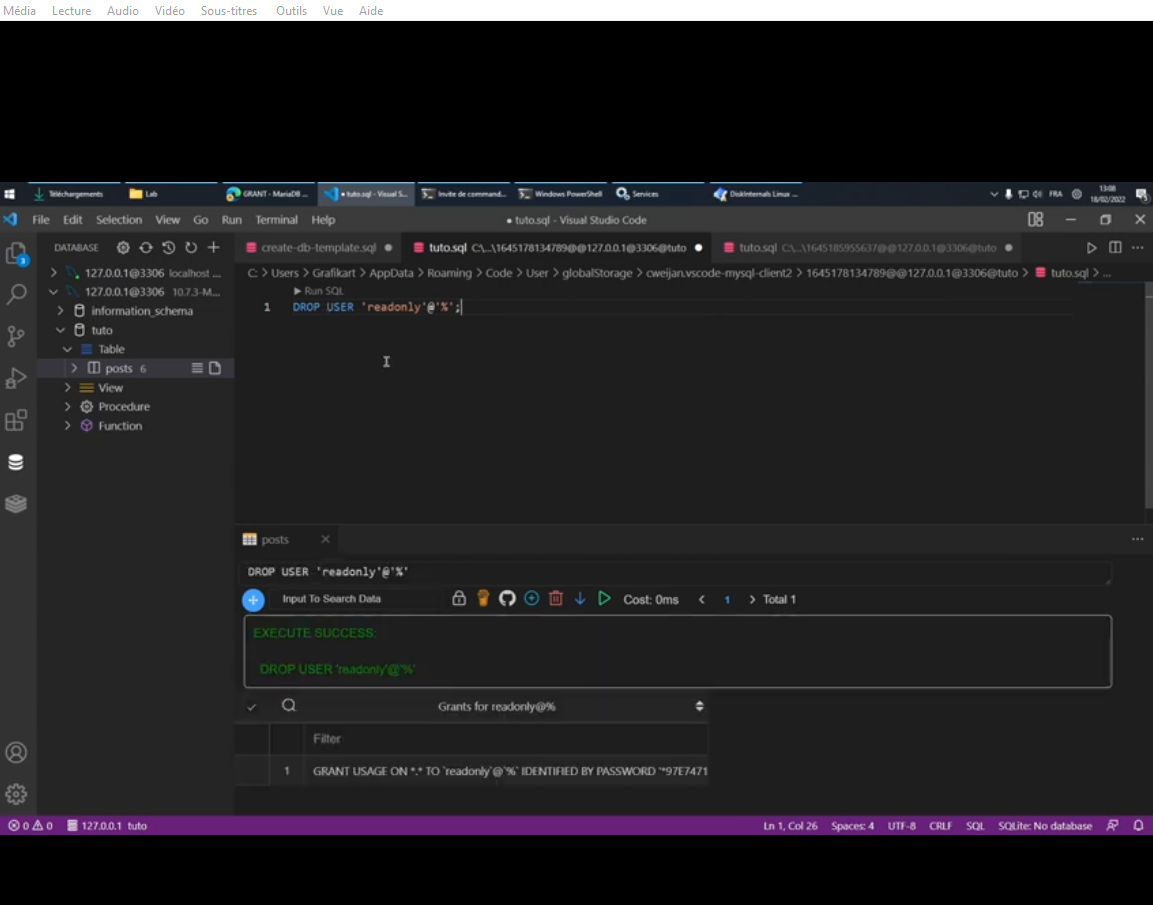 Média Lecture Audio Vidéo Sous-titres Outils Vue Aide
Téléchargements Lab GRANT - MariaDB ... • tuto.sql - Visual S... Invite de command... Windows PowerShell Services DiskInternals Linux ... FRA 13:08
18/02/2022
File Edit Selection View Go Run Terminal Help • tuto.sql - Visual Studio Code
DATABASE create-db-template.sql tuto.sql C:\...\1645178134789@@127.0.0.1@3306@tuto tuto.sql C:\...\1645185955637@@127.0.0.1@3306@tuto
3
127.0.0.1@3306 localhost ... C: > Users > Grafikart > AppData > Roaming > Code > User > globalStorage > cweijan.vscode-mysql-client2 > 1645178134789@@127.0.0.1@3306@tuto > tuto.sql > ...
127.0.0.1@3306 10.7.3-M... Run SQL
information_schema 1 DROP USER 'readonly'@'%';
tuto
Table
posts 6
View
Procedure
Function
posts
DROP USER 'readonly'@'%'
Input To Search Data Cost: 0ms < 1 > Total 1
EXECUTE SUCCESS:
DROP USER 'readonly'@'%'
Grants for readonly@%
Filter
1 GRANT USAGE ON *.* TO `readonly`@`%` IDENTIFIED BY PASSWORD '*97E7471
0 0 127.0.0.1 tuto Ln 1, Col 26 Spaces: 4 UTF-8 CRLF SQL SQLite: No database